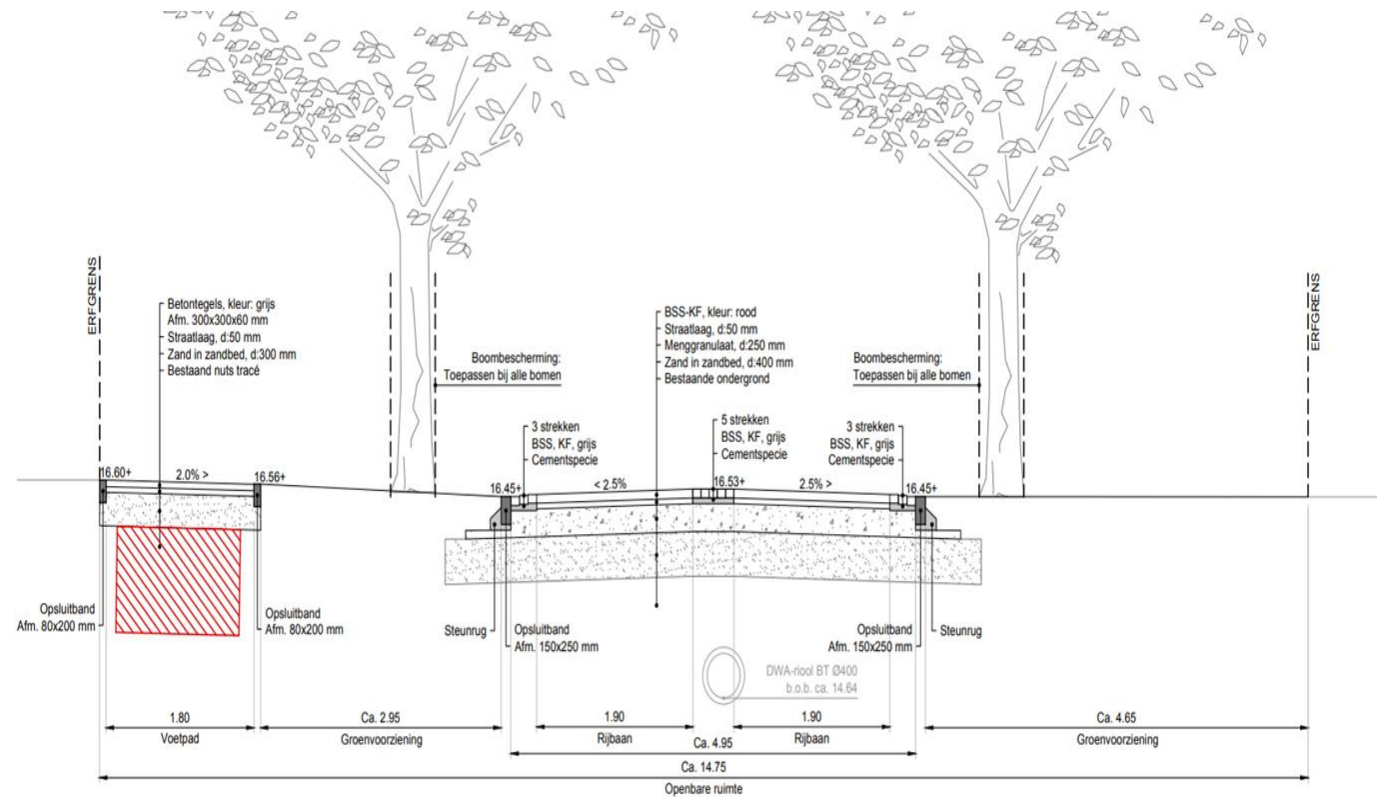 ERFGRENS
Betontegels, kleur: grijs
Afm. 300x300x60 mm
Straatlaag, d:50 mm
Zand in zandbed, d:300 mm
Bestaand nuts tracé
Boombescherming:
Toepassen bij alle bomen
BSS-KF, kleur: rood
Straatlaag, d:50 mm
Menggranulaat, d:250 mm
Zand in zandbed, d:400 mm
Bestaande ondergrond
Boombescherming:
Toepassen bij alle bomen
ERFGRENS
3 strekken
BSS, KF, grijs
Cementspecie
5 strekken
BSS, KF, grijs
Cementspecie
3 strekken
BSS, KF, grijs
Cementspecie
16.60+
2.0% >
16.56+
16.45+
< 2.5%
16.53+
2.5% >
16.45+
Opsluitband
Afm. 80x200 mm
Opsluitband
Afm. 80x200 mm
Steunrug
Opsluitband
Afm. 150x250 mm
Opsluitband
Afm. 150x250 mm
Steunrug
DWA-riool BT Ø400
b.o.b. ca. 14.64
1.80
Voetpad
Ca. 2.95
Groenvoorziening
1.90
Rijbaan
1.90
Rijbaan
Ca. 4.65
Groenvoorziening
Ca. 4.95
Ca. 14.75
Openbare ruimte